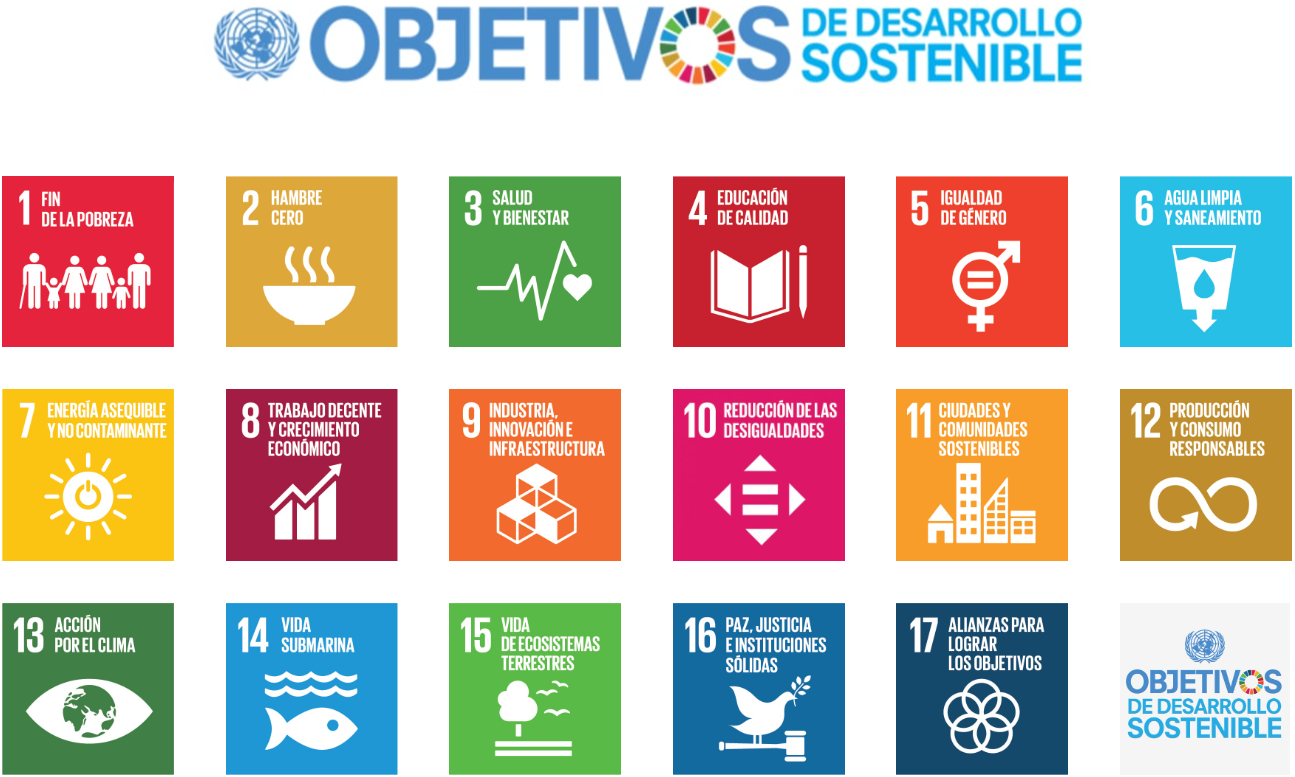 OBJETIVOS DE DESARROLLO
SOSTENIBLE
1 FIN
DE LA POBREZA
2 HAMBRE
CERO
3 SALUD
Y BIENESTAR
4 EDUCACIÓN
DE CALIDAD
5 IGUALDAD
DE GÉNERO
6 AGUA LIMPIA
Y SANEAMIENTO
7 ENERGÍA ASEQUIBLE
Y NO CONTAMINANTE
8 TRABAJO DECENTE
Y CRECIMIENTO
ECONÓMICO
9 INDUSTRIA,
INNOVACIÓN E
INFRAESTRUCTURA
10 REDUCCIÓN DE LAS
DESIGUALDADES
11 CIUDADES Y
COMUNIDADES
SOSTENIBLES
12 PRODUCCIÓN
Y CONSUMO
RESPONSABLES
13 ACCIÓN
POR EL CLIMA
14 VIDA
SUBMARINA
15 VIDA
DE ECOSISTEMAS
TERRESTRES
16 PAZ, JUSTICIA
E INSTITUCIONES
SÓLIDAS
17 ALIANZAS PARA
LOGRAR
LOS OBJETIVOS
OBJETIVOS
DE DESARROLLO
SOSTENIBLE